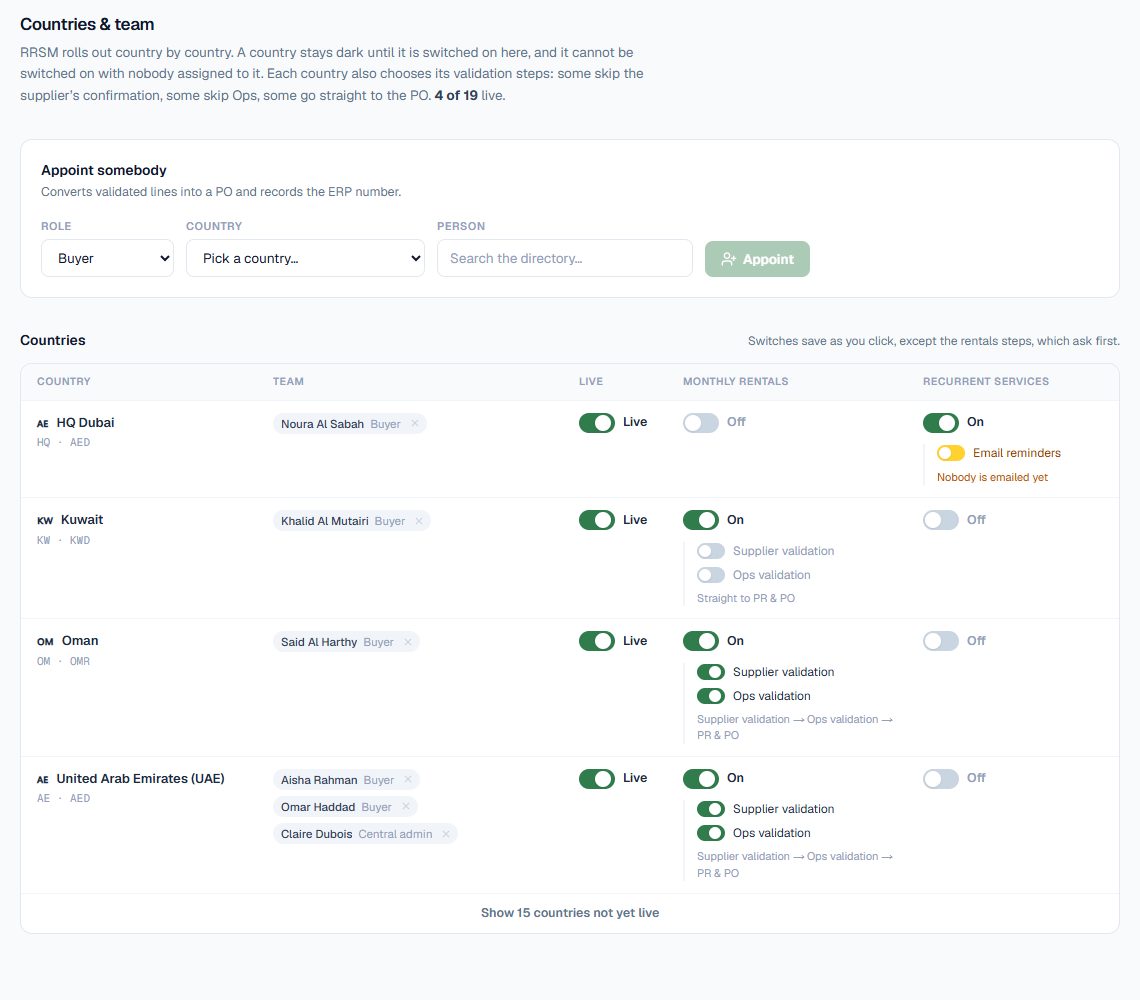 Countries & team
RRSM rolls out country by country. A country stays dark until it is switched on here, and it cannot be
switched on with nobody assigned to it. Each country also chooses its validation steps: some skip the
supplier's confirmation, some skip Ops, some go straight to the PO. 4 of 19 live.
Appoint somebody
Converts validated lines into a PO and records the ERP number.
ROLE COUNTRY PERSON
Buyer Pick a country... Search the directory... Appoint
Countries Switches save as you click, except the rentals steps, which ask first.
COUNTRY TEAM LIVE MONTHLY RENTALS RECURRENT SERVICES
AE HQ Dubai Noura Al Sabah Buyer × Live Off On
HQ · AED
Email reminders
Nobody is emailed yet
KW Kuwait Khalid Al Mutairi Buyer × Live On Off
KW · KWD
Supplier validation
Ops validation
Straight to PR & PO
OM Oman Said Al Harthy Buyer × Live On Off
OM · OMR
Supplier validation
Ops validation
Supplier validation → Ops validation →
PR & PO
AE United Arab Emirates (UAE) Aisha Rahman Buyer × Live On Off
AE · AED
Omar Haddad Buyer × Supplier validation
Claire Dubois Central admin × Ops validation
Supplier validation → Ops validation →
PR & PO
Show 15 countries not yet live